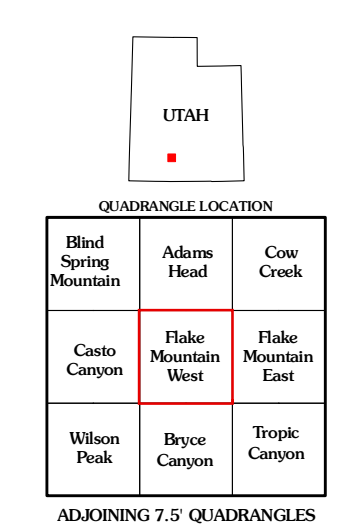 UTAH
QUADRANGLE LOCATION
Blind
Spring
Mountain
Adams
Head
Cow
Creek
Casto
Canyon
Flake
Mountain
West
Flake
Mountain
East
Wilson
Peak
Bryce
Canyon
Tropic
Canyon
ADJOINING 7.5' QUADRANGLES